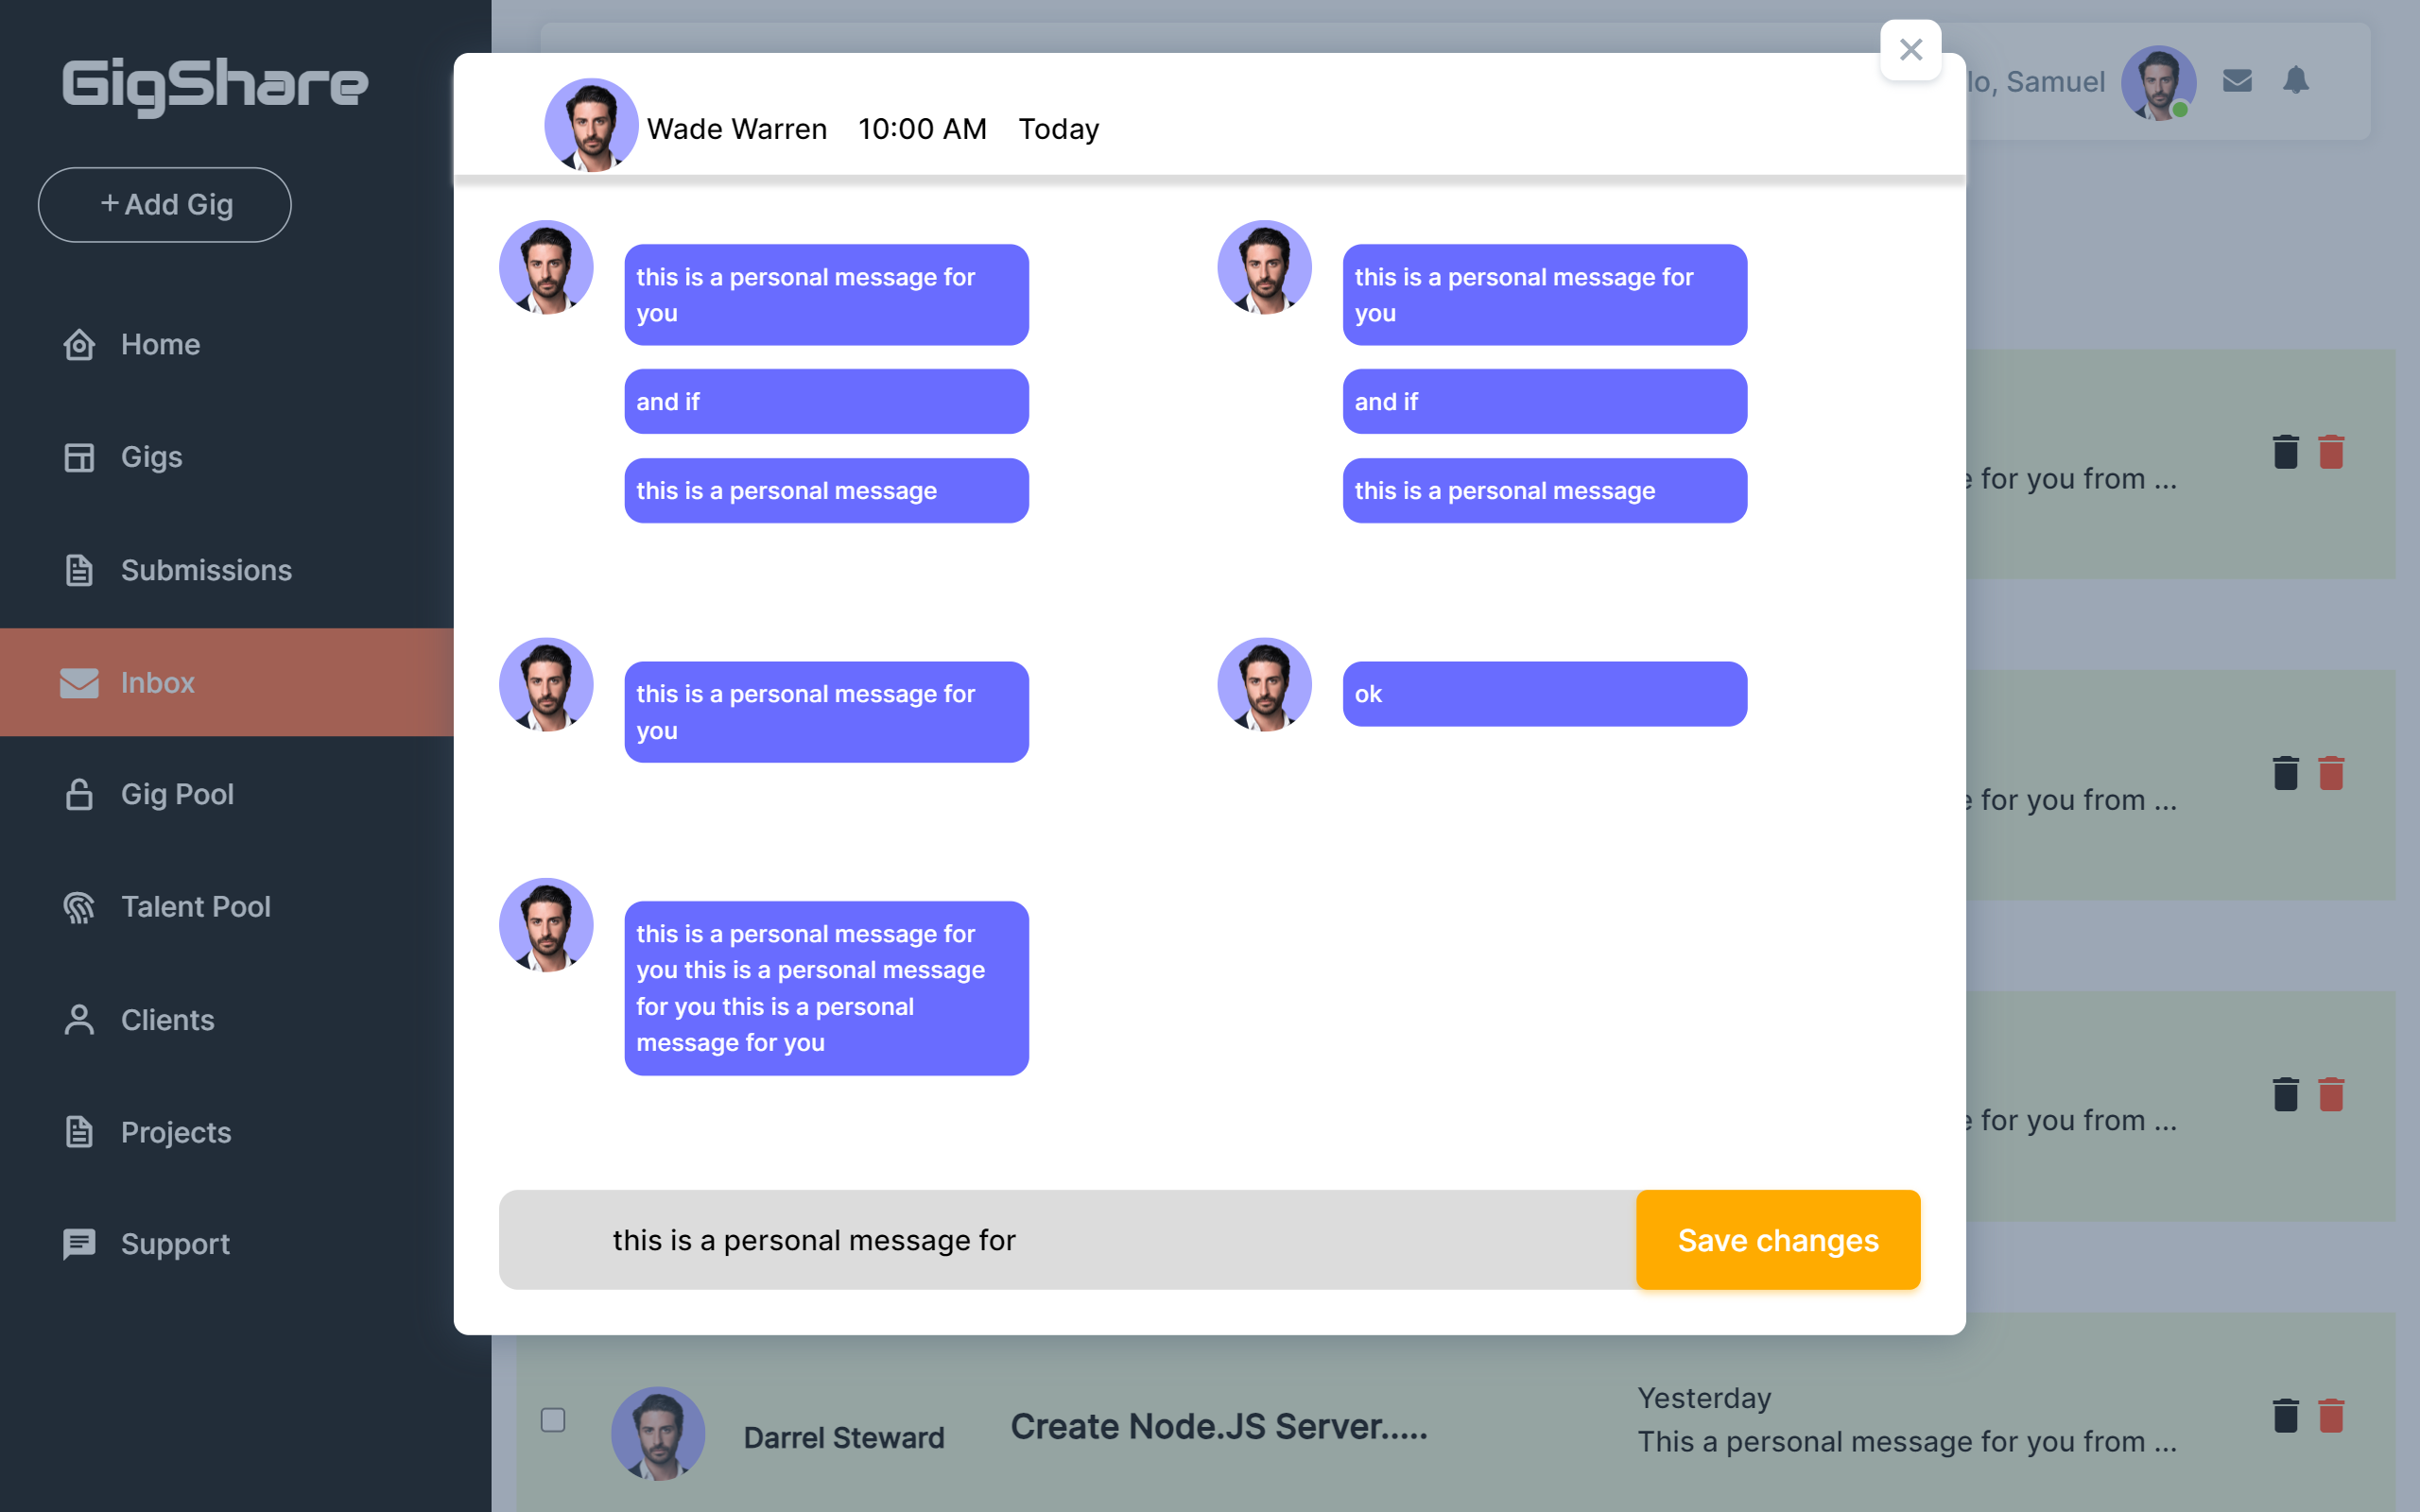 GigShare
+ Add Gig
Home
Gigs
Submissions
Inbox
Gig Pool
Talent Pool
Clients
Projects
Support
lo, Samuel
Wade Warren 10:00 AM Today
this is a personal message for
you
and if
this is a personal message
this is a personal message for
you
and if
this is a personal message
this is a personal message for
you
ok
this is a personal message for
you this is a personal message
for you this is a personal
message for you
this is a personal message for
Save changes
for you from ...
for you from ...
for you from ...
Darrel Steward
Create Node.JS Server.....
Yesterday
This a personal message for you from ...